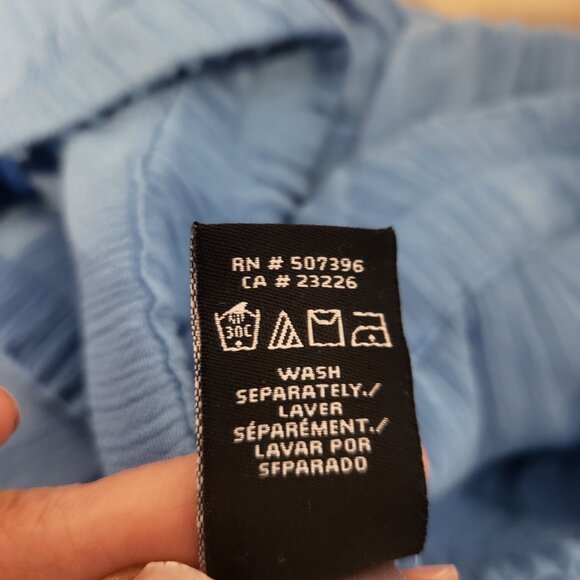 RN # 507396
CA # 23226
30C
WASH
SEPARATELY./
LAVER
SÉPARÉMENT./
LAVAR POR
SEPARADO